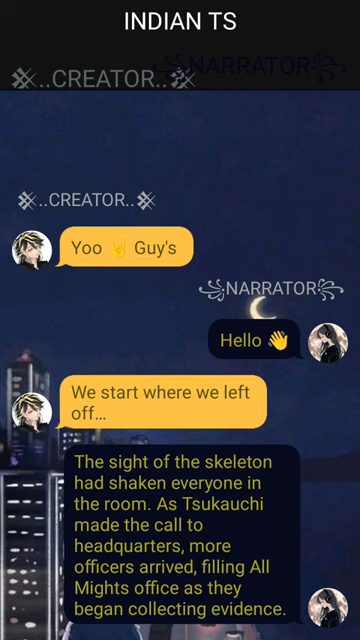 INDIAN TS
꧁NARRATOR꧂
※..CREATOR..※
※..CREATOR..※
Yoo 🤘 Guy's
꧁NARRATOR꧂
Hello 👋
We start where we left
off...
The sight of the skeleton
had shaken everyone in
the room. As Tsukauchi
made the call to
headquarters, more
officers arrived, filling All
Mights office as they
began collecting evidence.